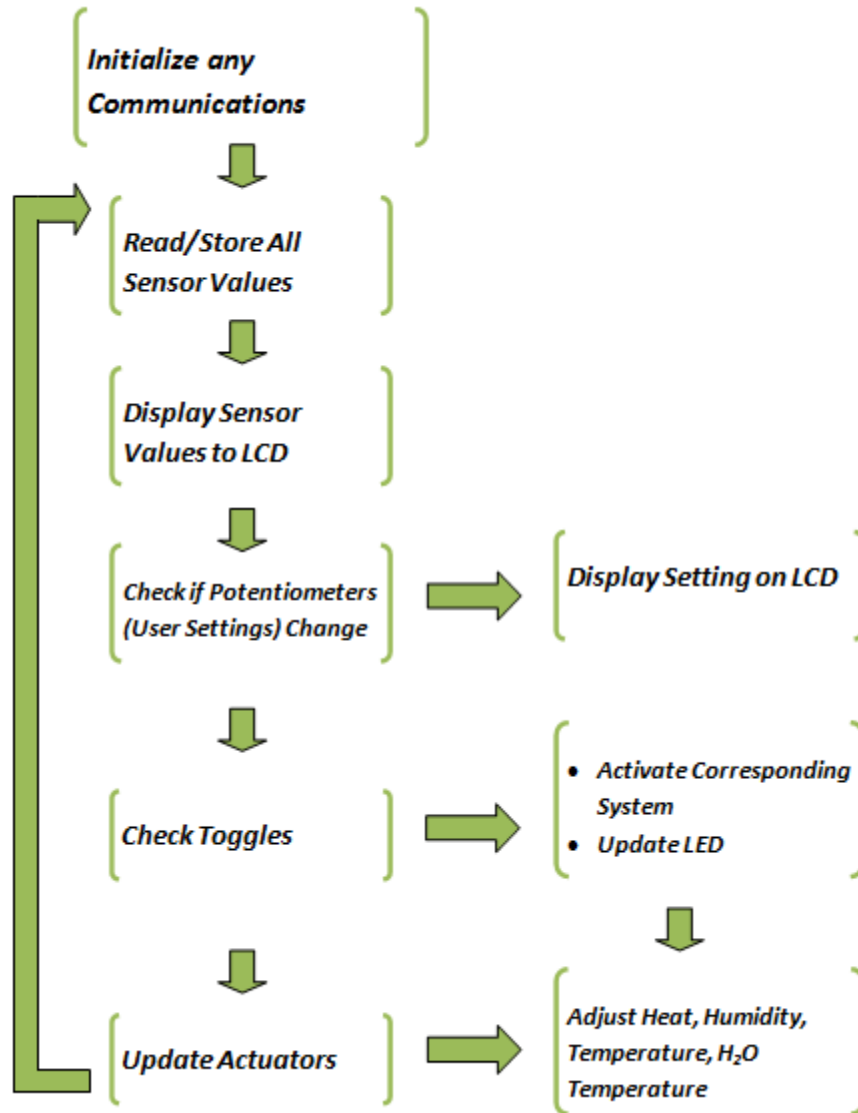 Initialize any
Communications
Read/Store All
Sensor Values
Display Sensor
Values to LCD
Check if Potentiometers
(User Settings) Change
Display Setting on LCD
Check Toggles
• Activate Corresponding
System
• Update LED
Update Actuators
Adjust Heat, Humidity,
Temperature, H₂O
Temperature